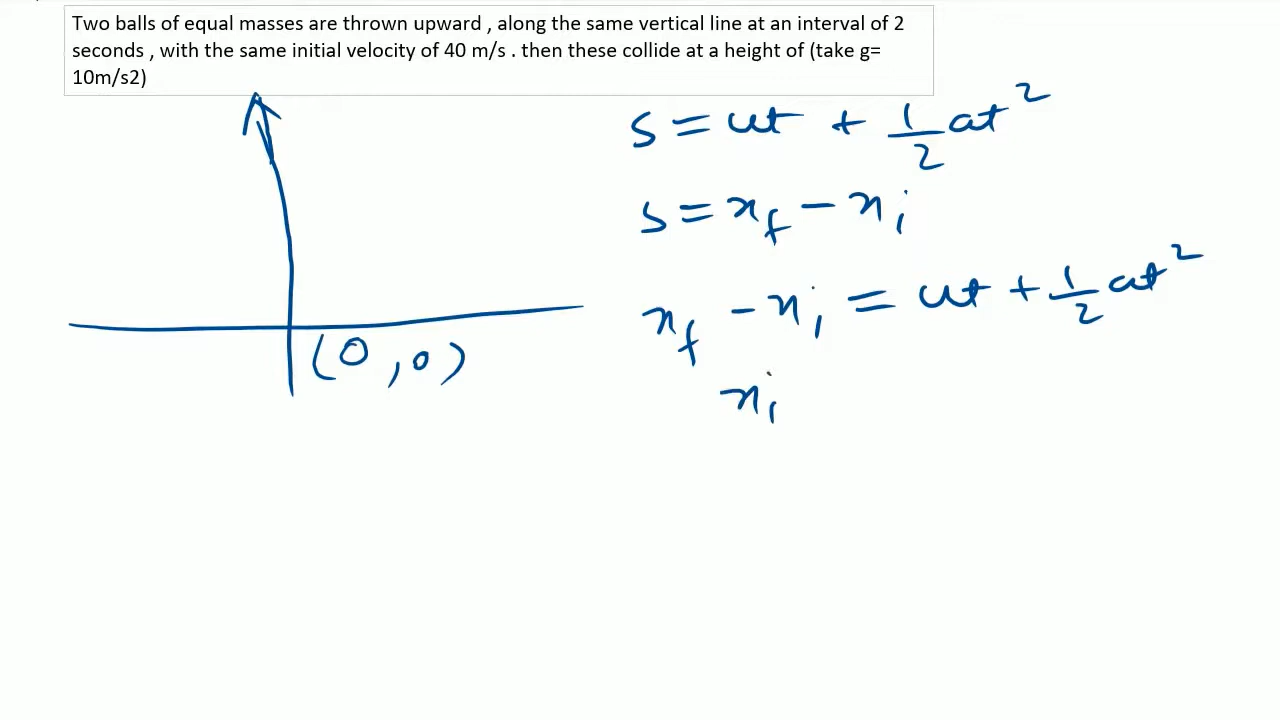 Two balls of equal masses are thrown upward , along the same vertical line at an interval of 2
seconds , with the same initial velocity of 40 m/s . then these collide at a height of (take g=
10m/s2)
s = ut + 1/2 at²
s = x_f - x_i
x_f - x_i = ut + 1/2 at²
(0,0)
x_i